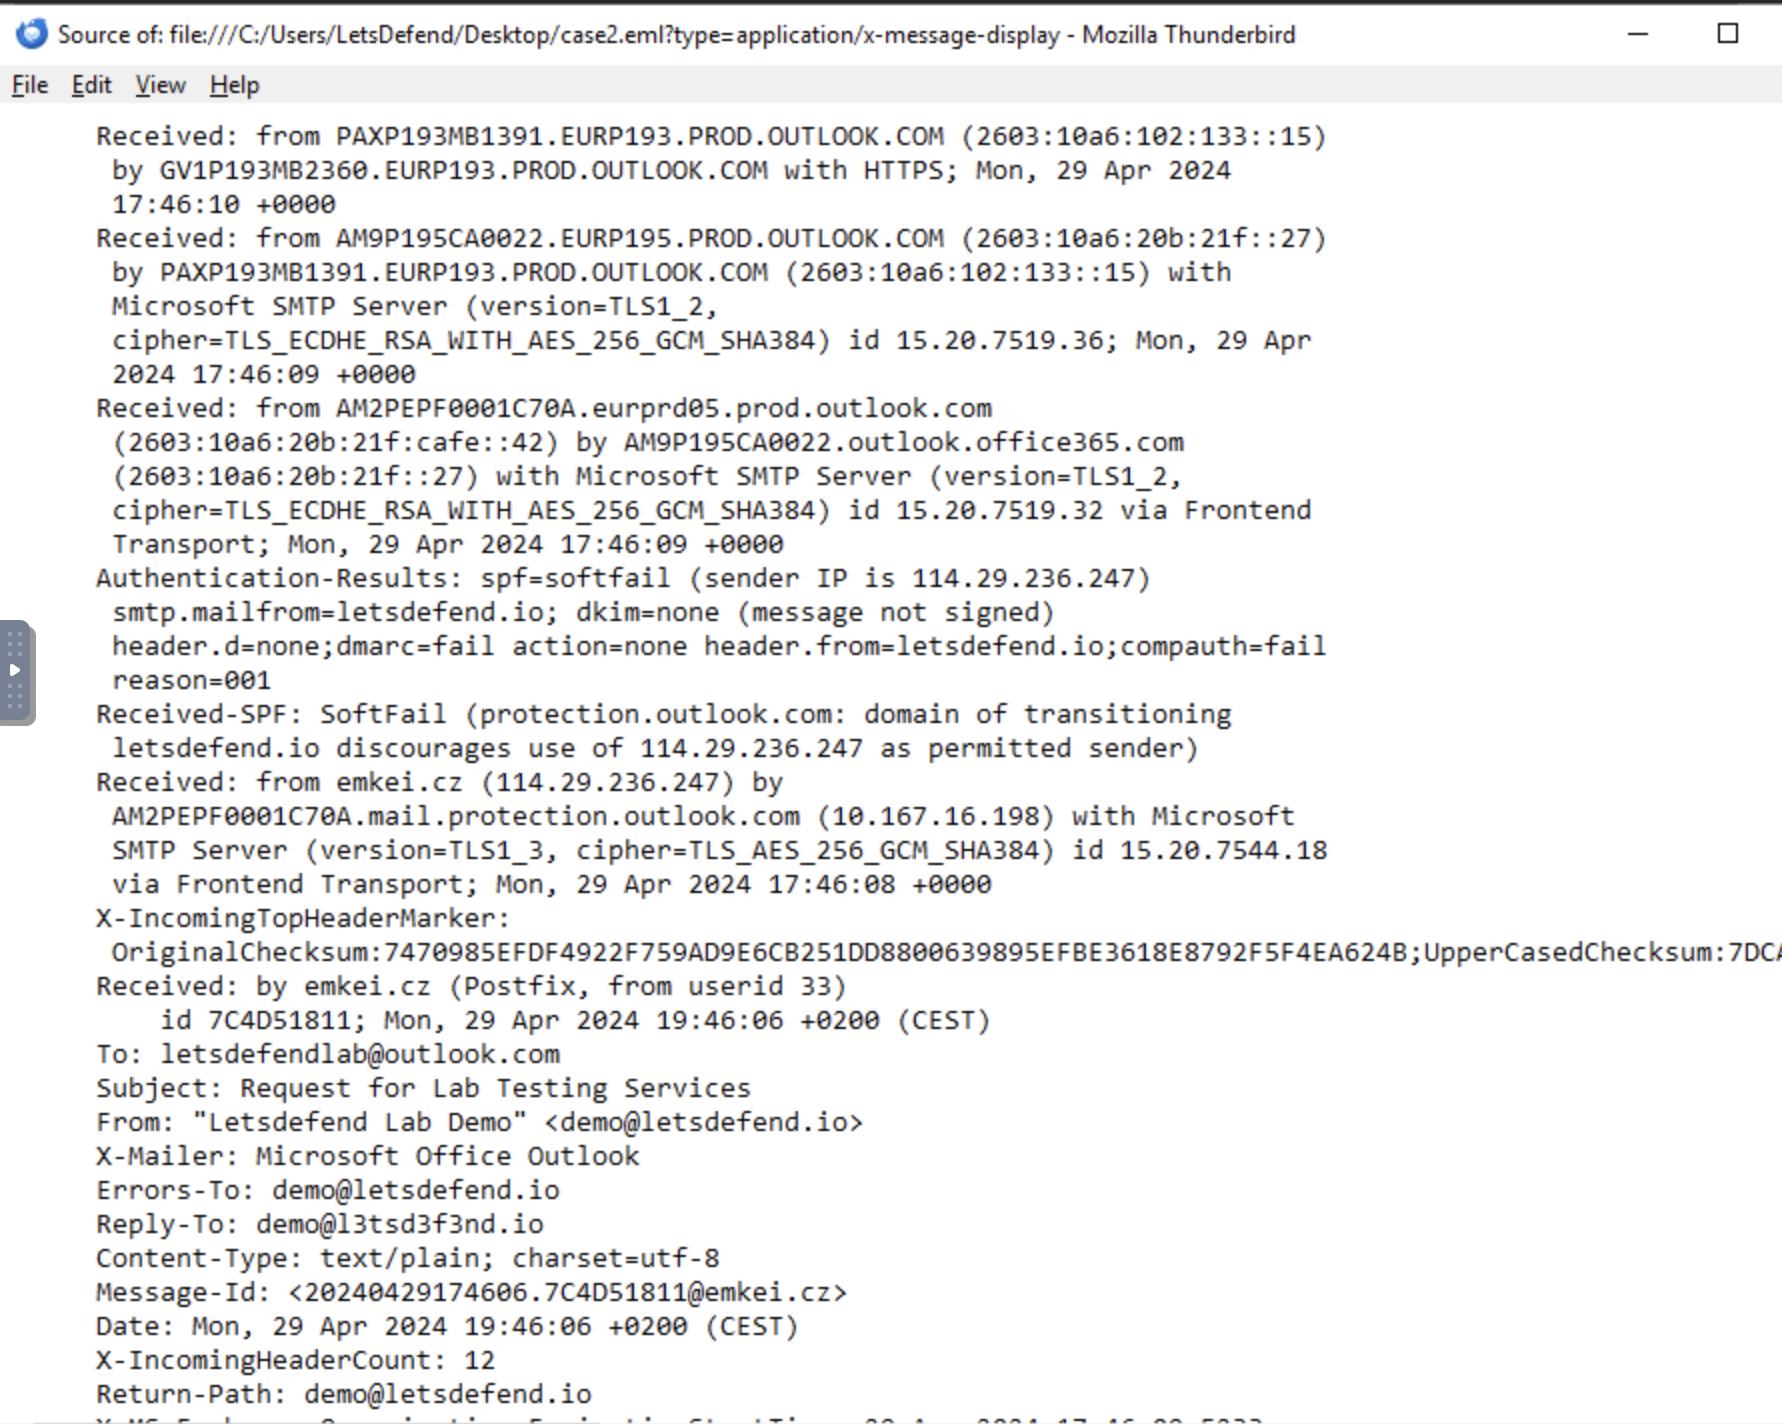 Source of: file:///C:/Users/LetsDefend/Desktop/case2.eml?type=application/x-message-display - Mozilla Thunderbird
File Edit View Help
Received: from PAXP193MB1391.EURP193.PROD.OUTLOOK.COM (2603:10a6:102:133::15)
by GV1P193MB2360.EURP193.PROD.OUTLOOK.COM with HTTPS; Mon, 29 Apr 2024
17:46:10 +0000
Received: from AM9P195CA0022.EURP195.PROD.OUTLOOK.COM (2603:10a6:20b:21f::27)
by PAXP193MB1391.EURP193.PROD.OUTLOOK.COM (2603:10a6:102:133::15) with
Microsoft SMTP Server (version=TLS1_2,
cipher=TLS_ECDHE_RSA_WITH_AES_256_GCM_SHA384) id 15.20.7519.36; Mon, 29 Apr
2024 17:46:09 +0000
Received: from AM2PEPF0001C70A.eurprd05.prod.outlook.com
(2603:10a6:20b:21f:cafe::42) by AM9P195CA0022.outlook.office365.com
(2603:10a6:20b:21f::27) with Microsoft SMTP Server (version=TLS1_2,
cipher=TLS_ECDHE_RSA_WITH_AES_256_GCM_SHA384) id 15.20.7519.32 via Frontend
Transport; Mon, 29 Apr 2024 17:46:09 +0000
Authentication-Results: spf=softfail (sender IP is 114.29.236.247)
smtp.mailfrom=letsdefend.io; dkim=none (message not signed)
header.d=none;dmarc=fail action=none header.from=letsdefend.io;compauth=fail
reason=001
Received-SPF: SoftFail (protection.outlook.com: domain of transitioning
letsdefend.io discourages use of 114.29.236.247 as permitted sender)
Received: from emkei.cz (114.29.236.247) by
AM2PEPF0001C70A.mail.protection.outlook.com (10.167.16.198) with Microsoft
SMTP Server (version=TLS1_3, cipher=TLS_AES_256_GCM_SHA384) id 15.20.7544.18
via Frontend Transport; Mon, 29 Apr 2024 17:46:08 +0000
X-IncomingTopHeaderMarker:
OriginalChecksum:7470985EFDF4922F759AD9E6CB251DD8800639895EFBE3618E8792F5F4EA624B;UpperCasedChecksum:7DCA
Received: by emkei.cz (Postfix, from userid 33)
id 7C4D51811; Mon, 29 Apr 2024 19:46:06 +0200 (CEST)
To: letsdefendlab@outlook.com
Subject: Request for Lab Testing Services
From: "Letsdefend Lab Demo" <demo@letsdefend.io>
X-Mailer: Microsoft Office Outlook
Errors-To: demo@letsdefend.io
Reply-To: demo@l3tsd3f3nd.io
Content-Type: text/plain; charset=utf-8
Message-Id: <20240429174606.7C4D51811@emkei.cz>
Date: Mon, 29 Apr 2024 19:46:06 +0200 (CEST)
X-IncomingHeaderCount: 12
Return-Path: demo@letsdefend.io